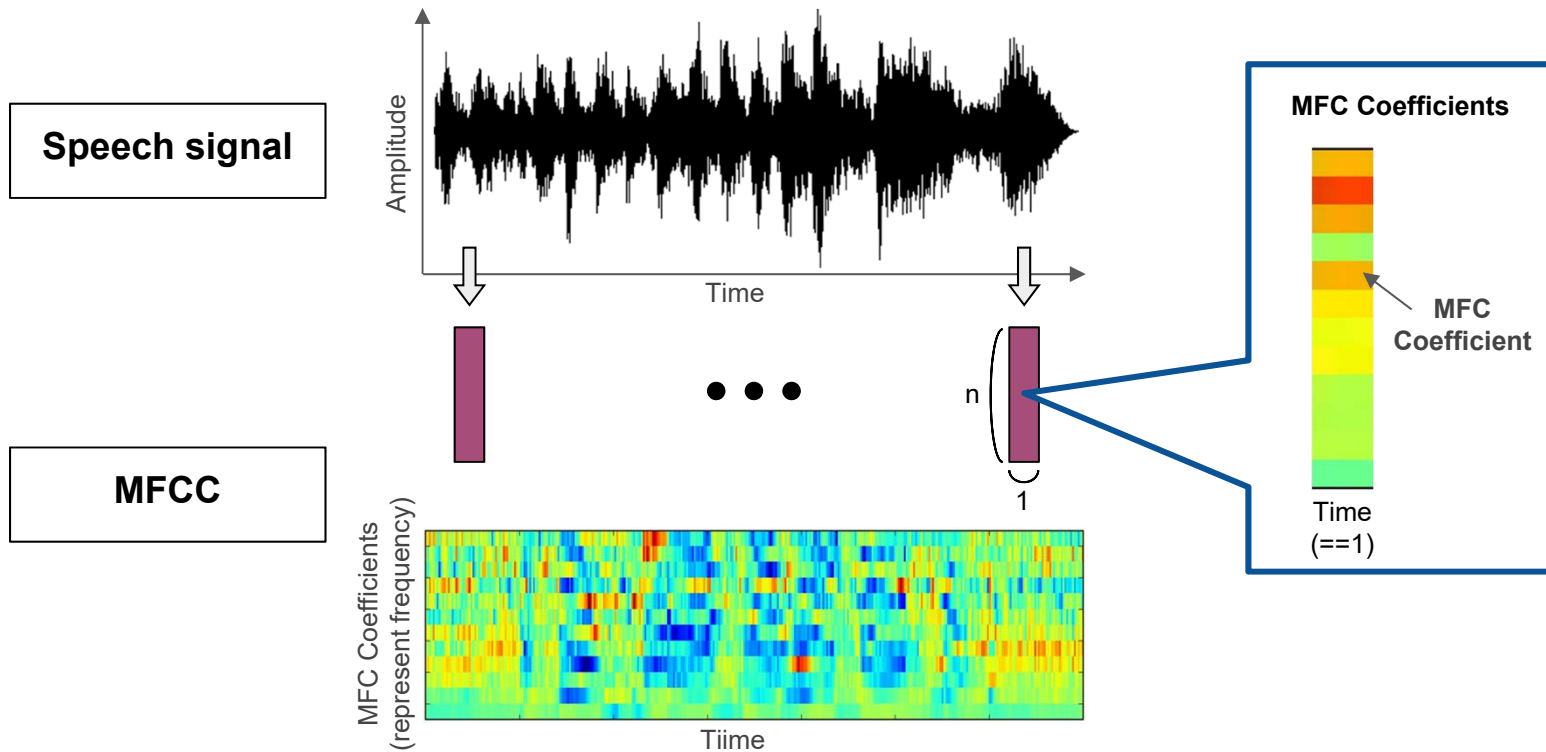 Speech signal
Amplitude
Time
MFC Coefficients
MFC
Coefficient
Time
(==1)
n
1
MFCC
MFC Coefficients
(represent frequency)
Tiime